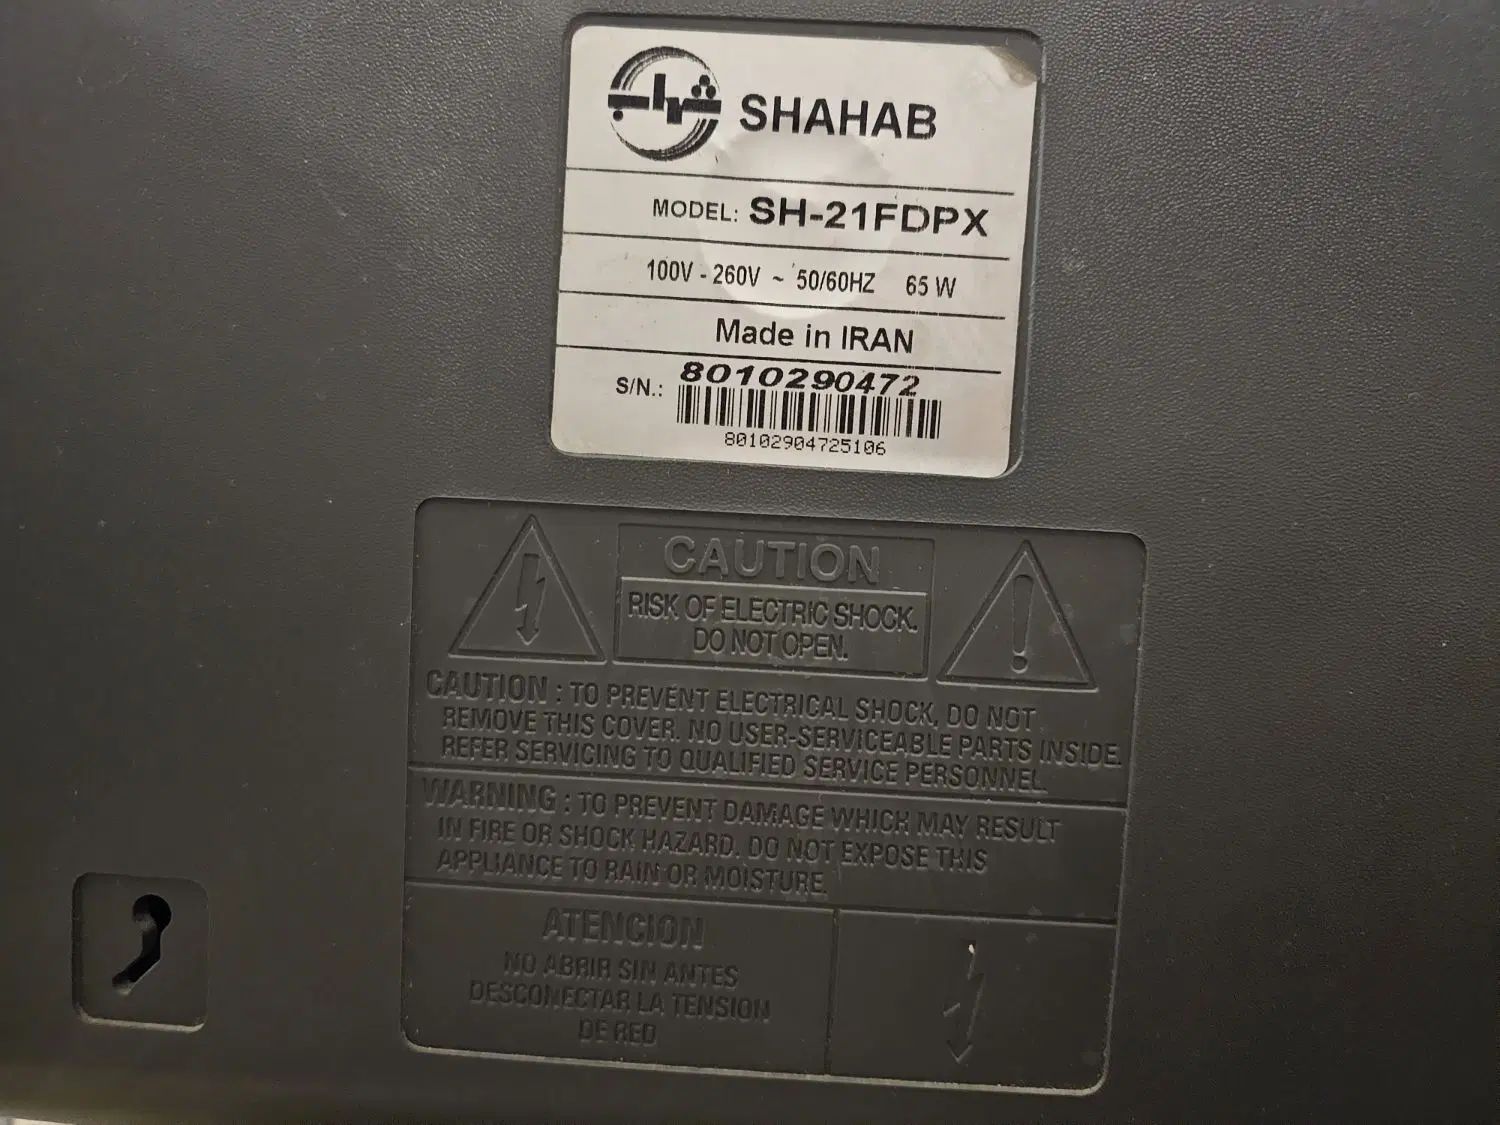 شهاب
SHAHAB
MODEL: SH-21FDPX
100V - 260V ~ 50/60HZ 65 W
Made in IRAN
S/N.: 8010290472
80102904725106
CAUTION
RISK OF ELECTRIC SHOCK.
DO NOT OPEN.
CAUTION : TO PREVENT ELECTRICAL SHOCK, DO NOT
REMOVE THIS COVER. NO USER-SERVICEABLE PARTS INSIDE.
REFER SERVICING TO QUALIFIED SERVICE PERSONNEL.
WARNING : TO PREVENT DAMAGE WHICH MAY RESULT
IN FIRE OR SHOCK HAZARD. DO NOT EXPOSE THIS
APPLIANCE TO RAIN OR MOISTURE.
ATENCION
NO ABRIR SIN ANTES
DESCONECTAR LA TENSION
DE RED